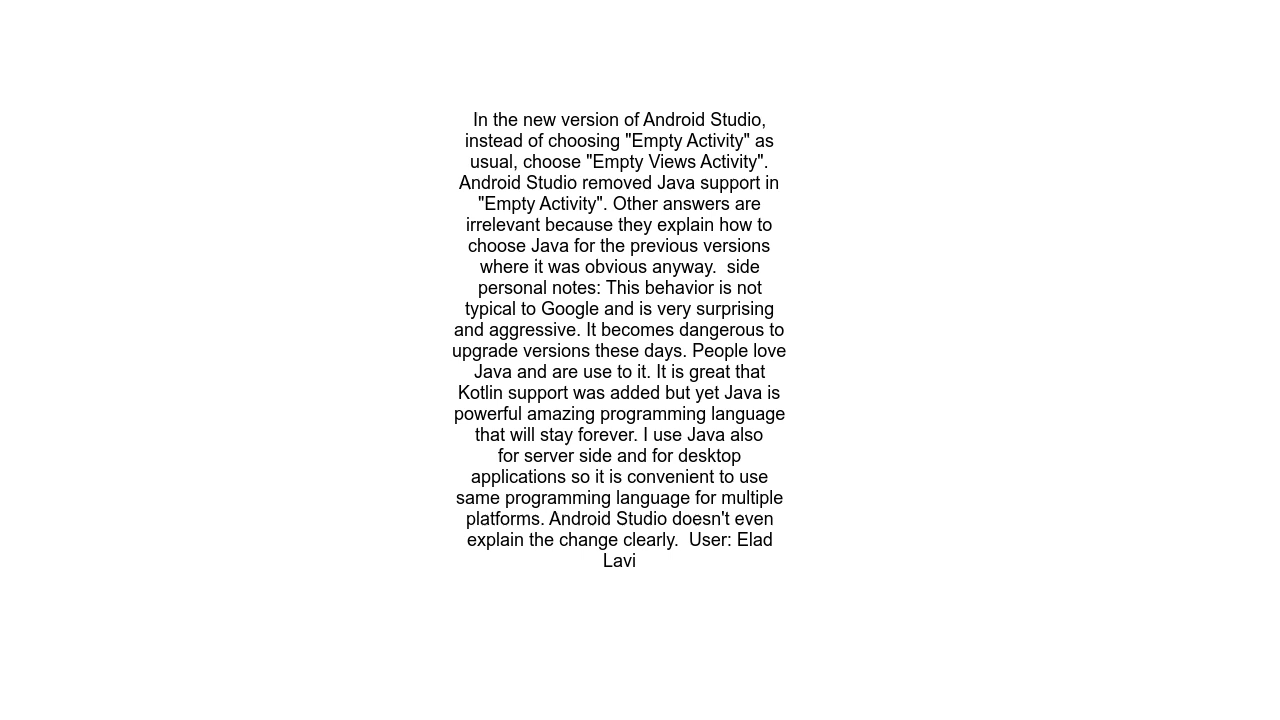 In the new version of Android Studio,
instead of choosing "Empty Activity" as
usual, choose "Empty Views Activity".
Android Studio removed Java support in
"Empty Activity". Other answers are
irrelevant because they explain how to
choose Java for the previous versions
where it was obvious anyway.  side
personal notes: This behavior is not
typical to Google and is very surprising
and aggressive. It becomes dangerous to
upgrade versions these days. People love
Java and are use to it. It is great that
Kotlin support was added but yet Java is
powerful amazing programming language
that will stay forever. I use Java also
for server side and for desktop
applications so it is convenient to use
same programming language for multiple
platforms. Android Studio doesn't even
explain the change clearly.  User: Elad
Lavi